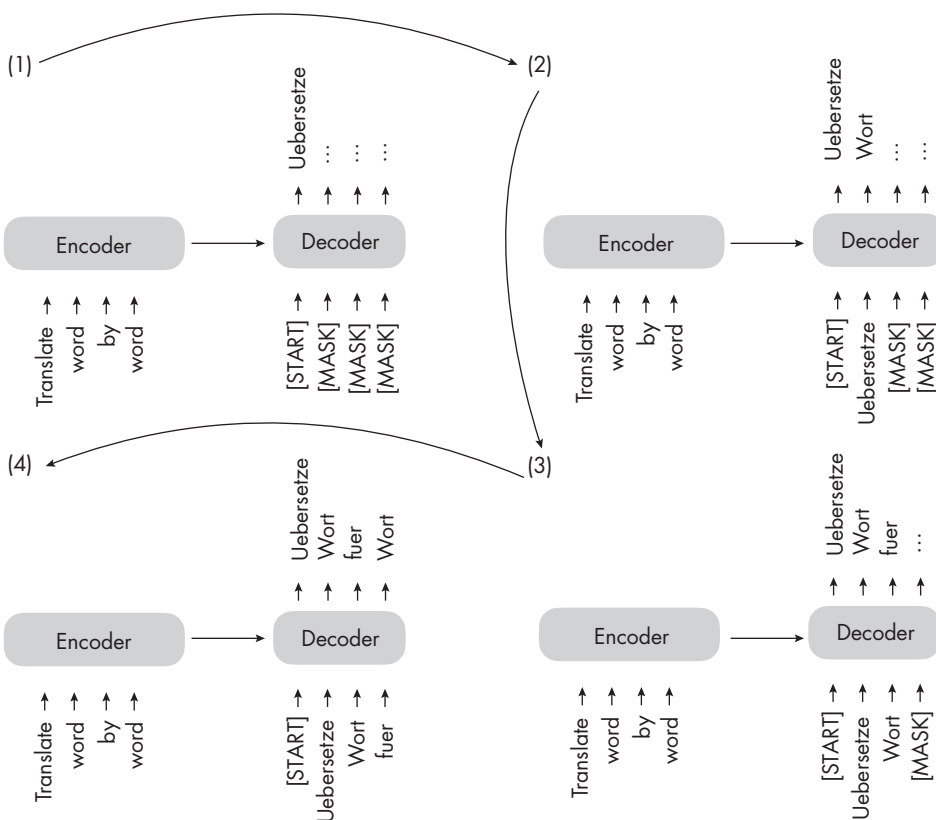 (1)
Uebersetze
...
...
...
Encoder
Decoder
Translate
word
by
word
[START]
[MASK]
[MASK]
[MASK]
(2)
Uebersetze
Wort
...
...
Encoder
Decoder
Translate
word
by
word
[START]
Uebersetze
[MASK]
[MASK]
(3)
Uebersetze
Wort
fuer
...
Encoder
Decoder
Translate
word
by
word
[START]
Uebersetze
Wort
[MASK]
(4)
Uebersetze
Wort
fuer
Wort
Encoder
Decoder
Translate
word
by
word
[START]
Uebersetze
Wort
fuer